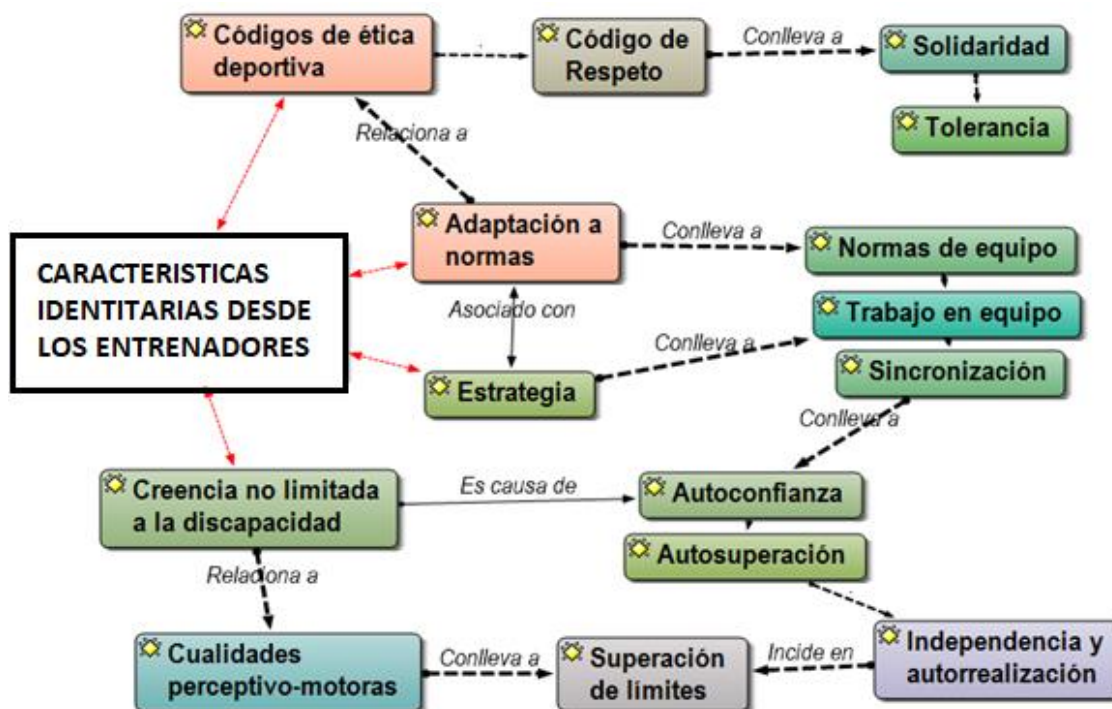 Códigos de ética
deportiva
Código de
Respeto
Conlleva a
Solidaridad
Tolerancia
Relaciona a
Adaptación a
normas
Conlleva a
Normas de equipo
CARACTERISTICAS
IDENTITARIAS DESDE
LOS ENTRENADORES
Asociado con
Trabajo en equipo
Conlleva a
Estrategia
Sincronización
Conlleva a
Creencia no limitada
a la discapacidad
Es causa de
Autoconfianza
Autosuperación
Relaciona a
Cualidades
perceptivo-motoras
Conlleva a
Superación
de límites
Incide en
Independencia y
autorrealización